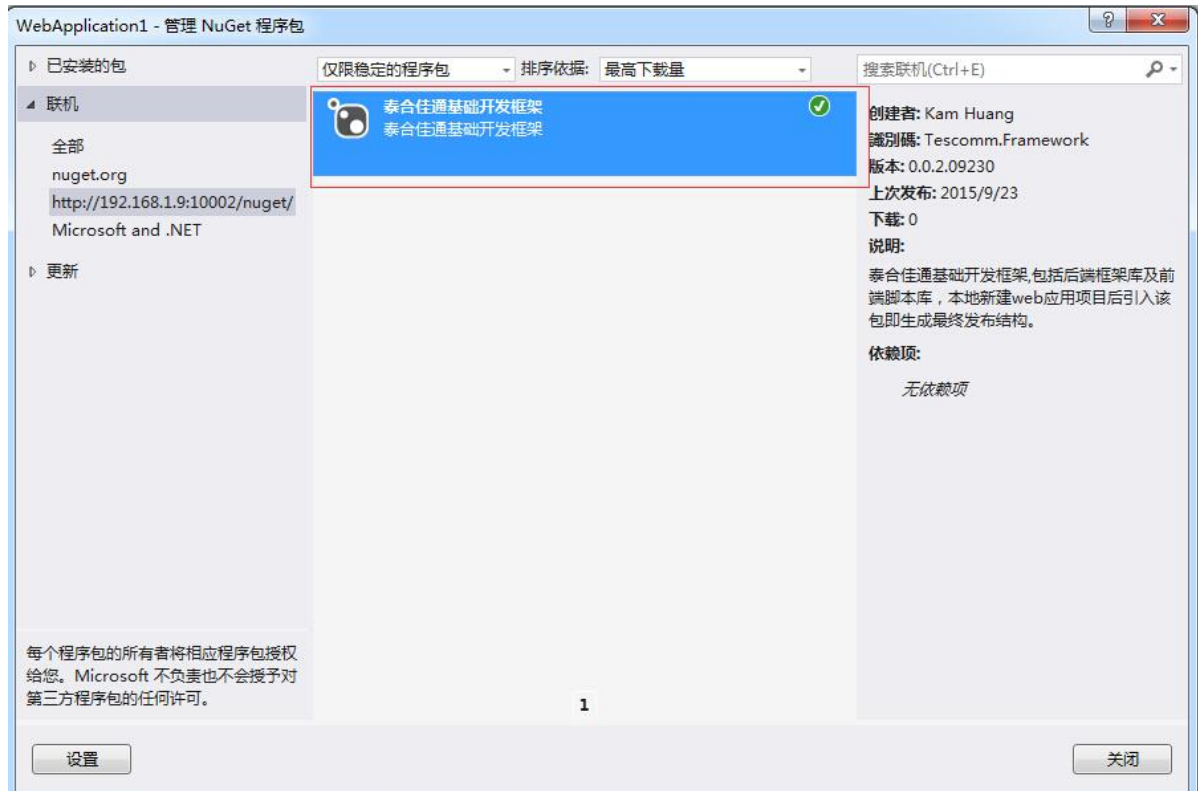 WebApplication1 - 管理 NuGet 程序包
已安装的包
联机
全部
nuget.org
http://192.168.1.9:10002/nuget/
Microsoft and .NET
更新
每个程序包的所有者将相应程序包授权
给您。Microsoft 不负责也不会授予对
第三方程序包的任何许可。
设置
仅限稳定的程序包 排序依据: 最高下载量
泰合佳通基础开发框架
泰合佳通基础开发框架
1
搜索联机(Ctrl+E)
创建者: Kam Huang
識別碼: Tescomm.Framework
版本: 0.0.2.09230
上次发布: 2015/9/23
下载: 0
说明:
泰合佳通基础开发框架,包括后端框架库及前
端脚本库，本地新建web应用项目后引入该
包即生成最终发布结构。
依赖项:
无依赖项
关闭